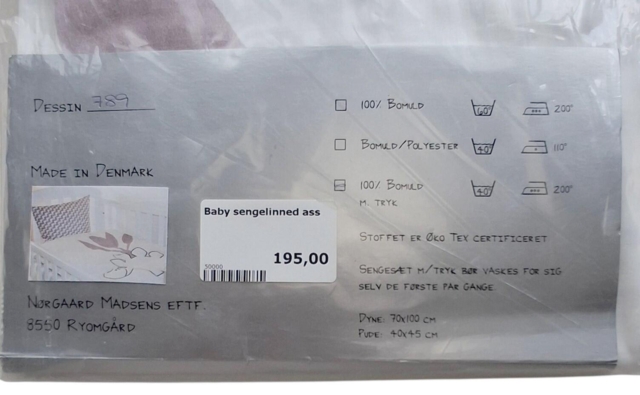 DESSIN 789
MADE IN DENMARK
Baby sengelinned ass
195,00
50000
NØRGAARD MADSENS EFTF.
8550 RYOMGÅRD
100% BOMULD 60° 200°
BOMULD/POLYESTER 40° 110°
100% BOMULD 40° 200°
M. TRYK
STOFFET ER ØKO TEX CERTIFICERET
SENGESÆT M/TRYK BØR VASKES FOR SIG
SELV DE FØRSTE PAR GANGE
DYNE: 70X100 CM
PUDE: 40X45 CM